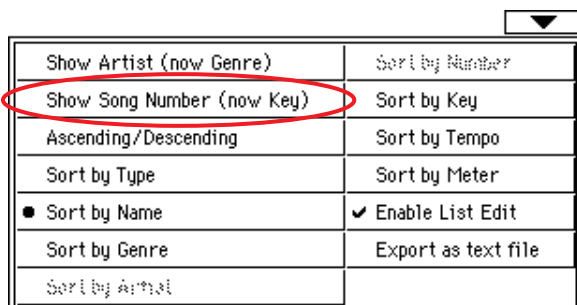 Show Artist (now Genre)
Show Song Number (now Key)
Ascending/Descending
Sort by Type
Sort by Name
Sort by Genre
Sort by Artist
Sort by Number
Sort by Key
Sort by Tempo
Sort by Meter
Enable List Edit
Export as text file